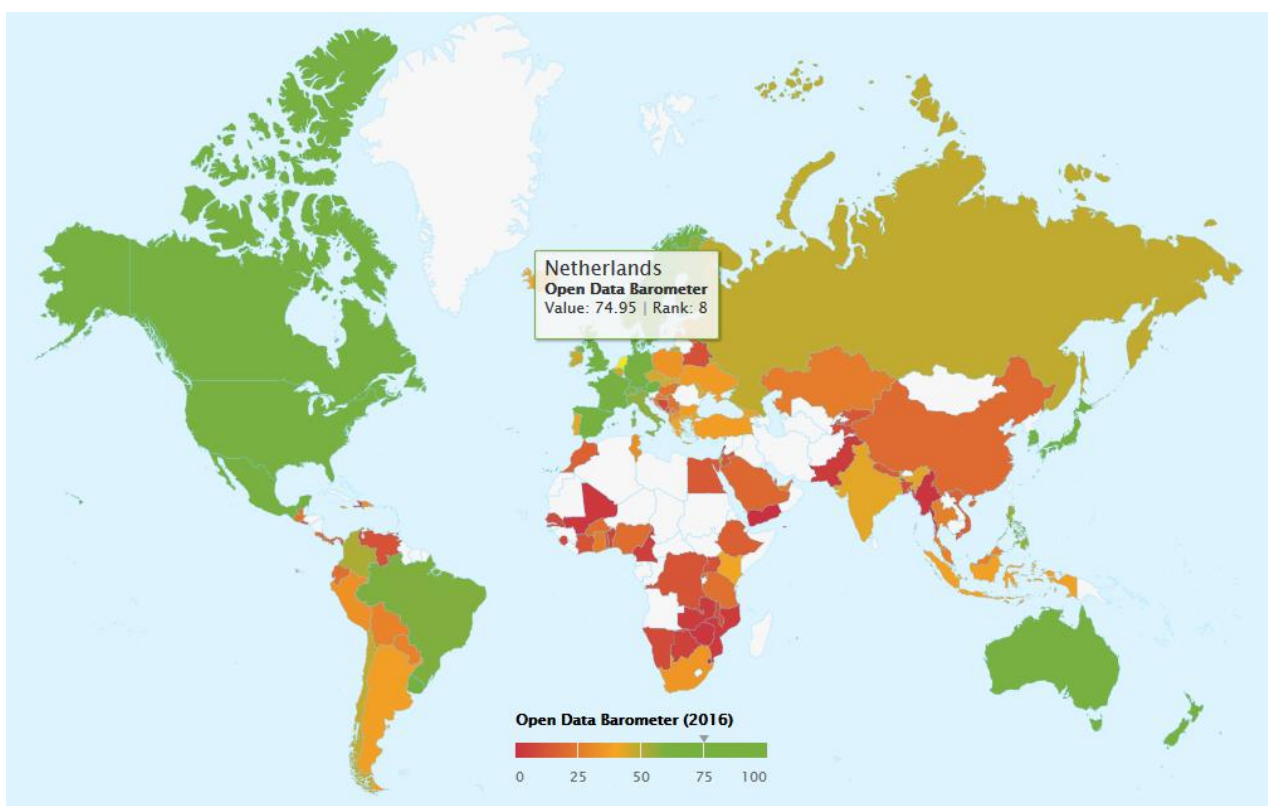 Netherlands
Open Data Barometer
Value: 74.95 | Rank: 8
Open Data Barometer (2016)
0 25 50 75 100